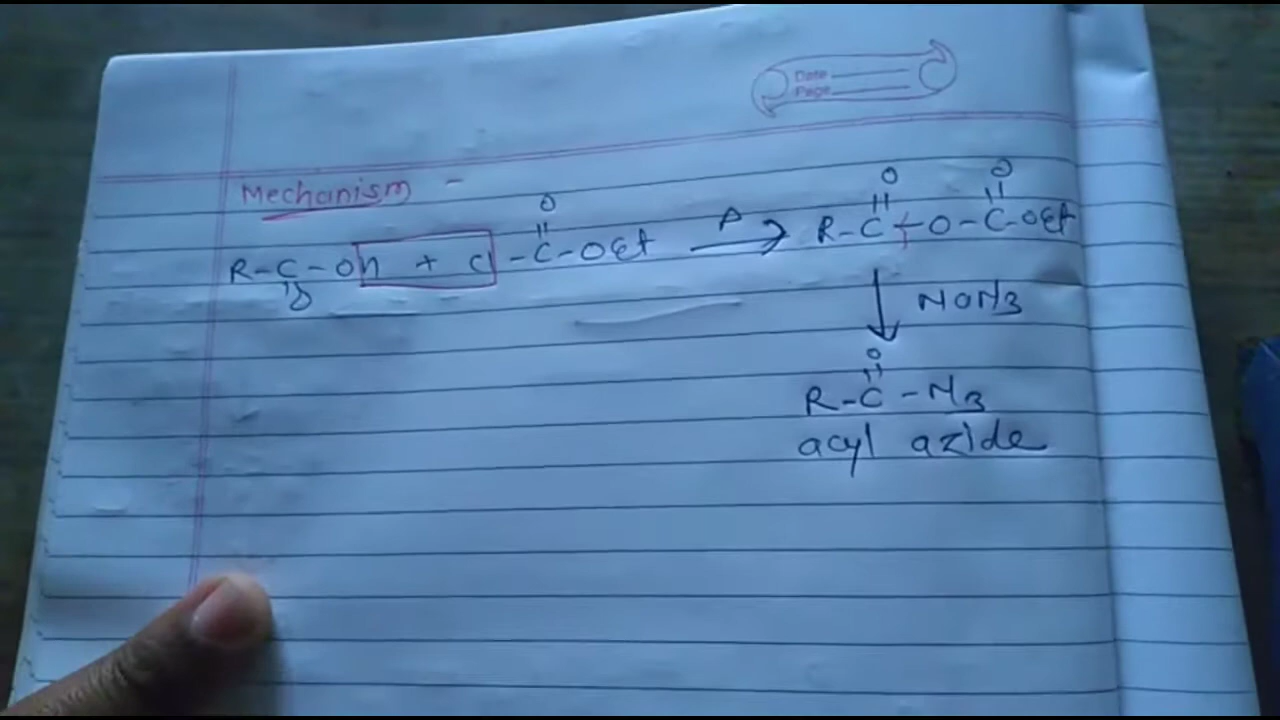 Date
Page
Mechanism -
O O O
|| || ||
R-C-OH + Cl-C-OEt Δ → R-C-O-C-OEt
||
O
↓ NaN3
O
||
R-C-N3
acyl azide